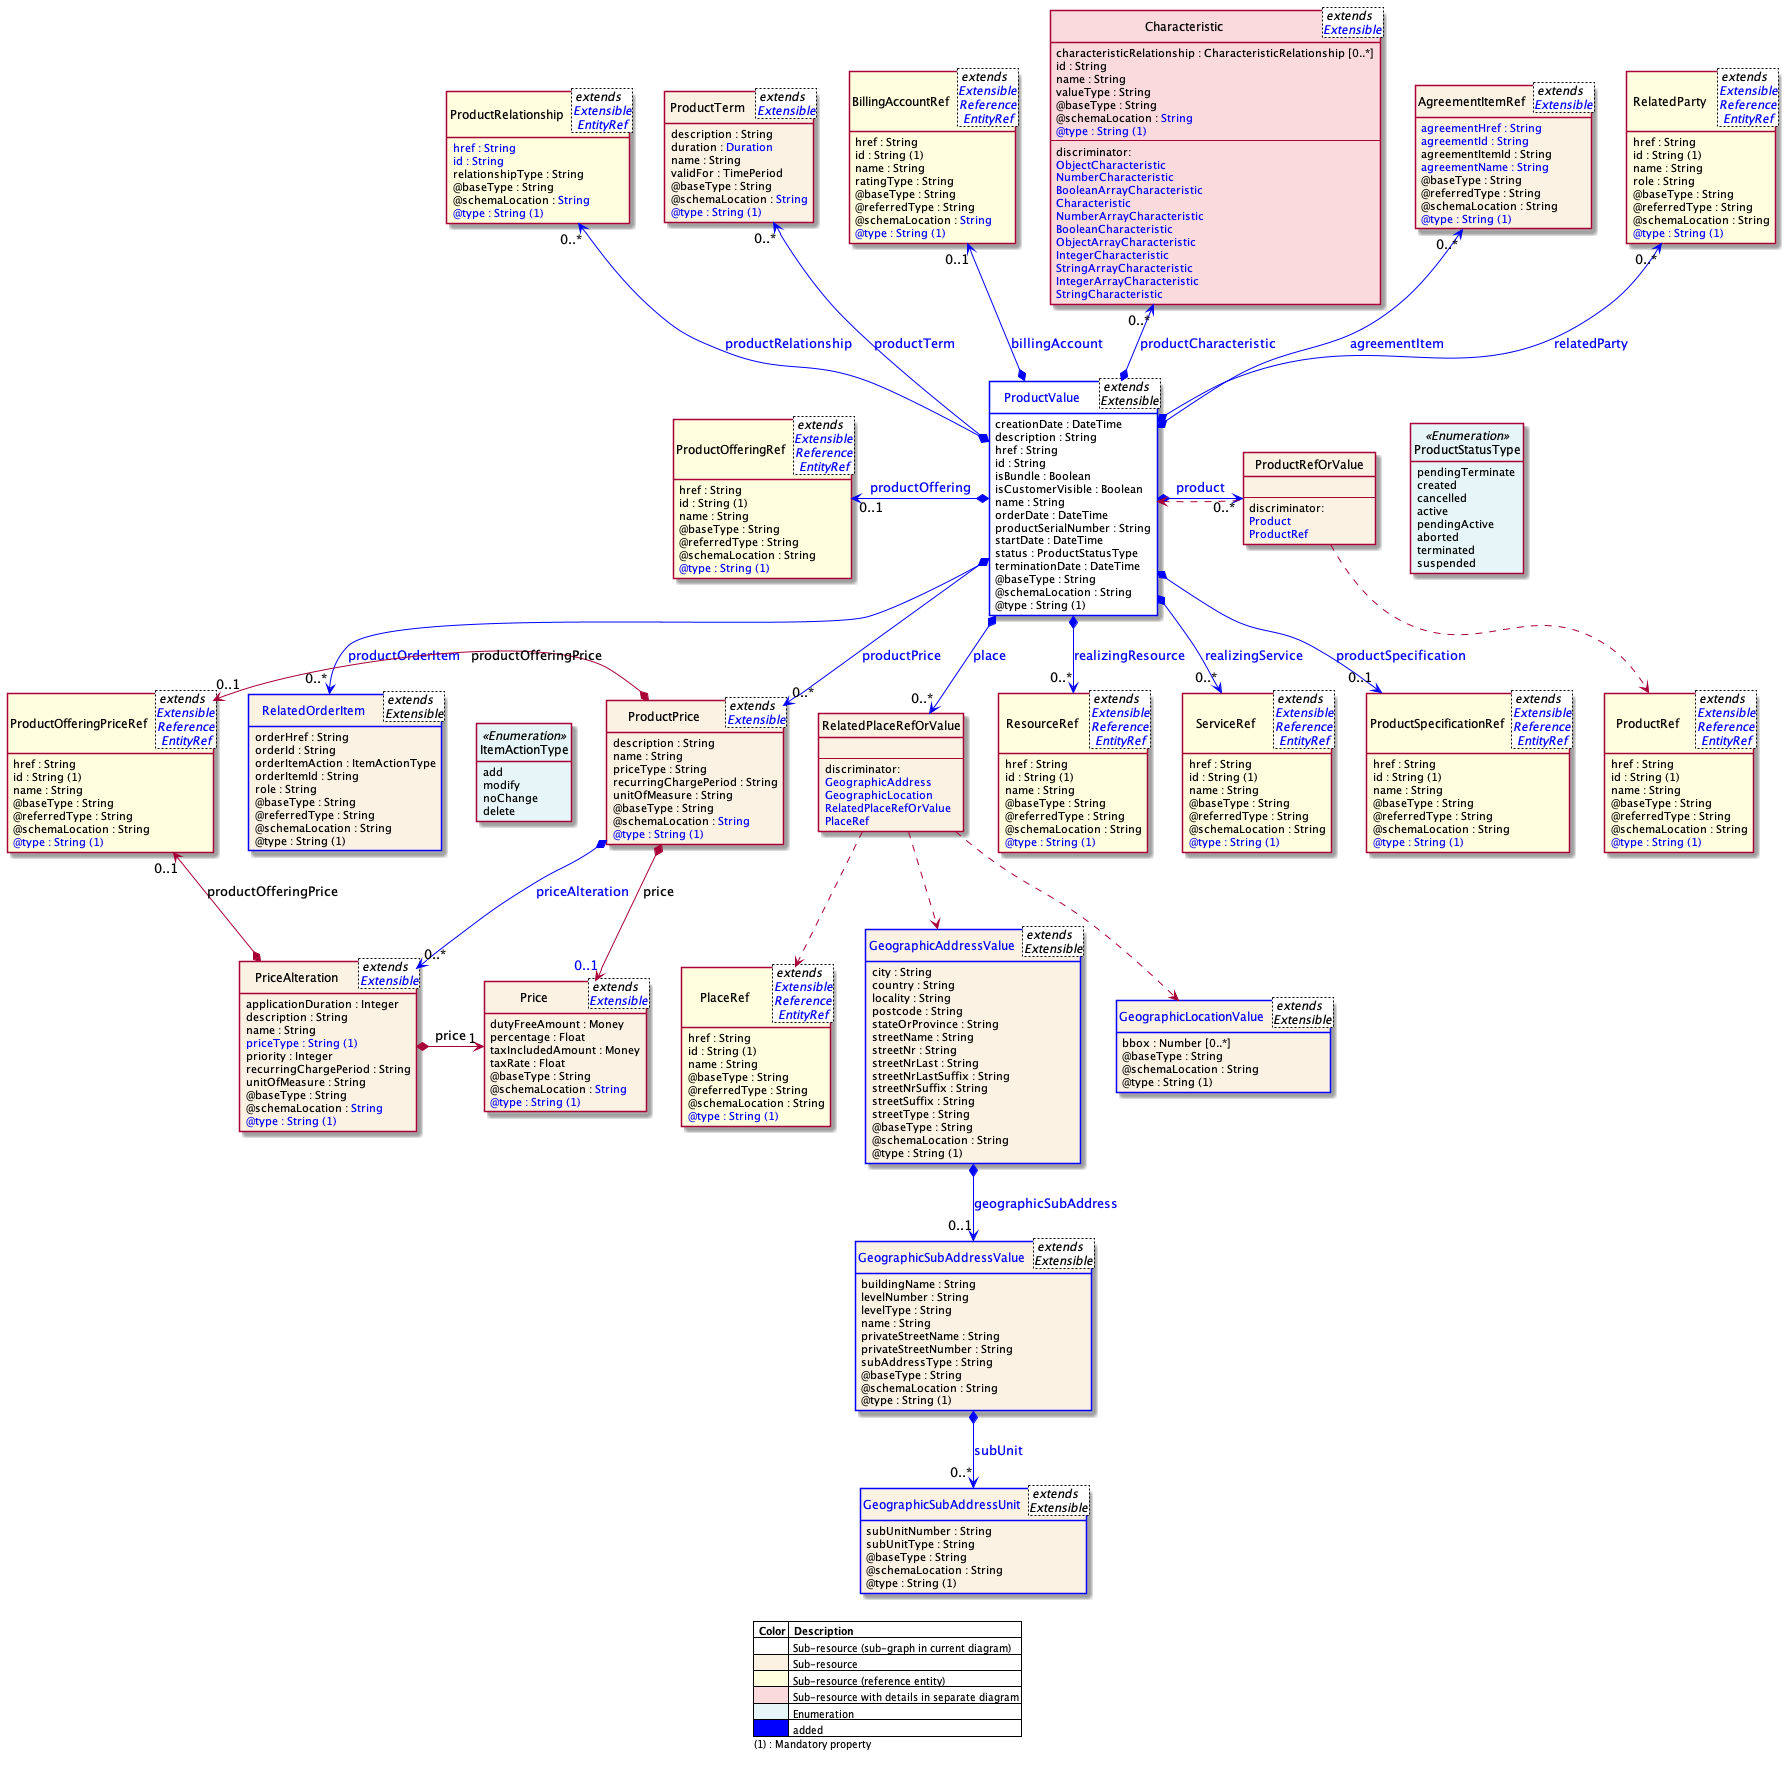 Characteristic
extends
Extensible
characteristicRelationship : CharacteristicRelationship [0..*]
id : String
name : String
valueType : String
@baseType : String
@schemaLocation : String
@type : String (1)
discriminator:
ObjectCharacteristic
NumberCharacteristic
BooleanArrayCharacteristic
Characteristic
NumberArrayCharacteristic
BooleanCharacteristic
ObjectArrayCharacteristic
IntegerCharacteristic
StringArrayCharacteristic
IntegerArrayCharacteristic
StringCharacteristic
ProductRelationship
extends
Extensible
EntityRef
href : String
id : String
relationshipType : String
@baseType : String
@schemaLocation : String
@type : String (1)
ProductTerm
extends
Extensible
description : String
duration : Duration
name : String
validFor : TimePeriod
@baseType : String
@schemaLocation : String
@type : String (1)
BillingAccountRef
extends
Extensible
Reference
EntityRef
href : String
id : String (1)
name : String
ratingType : String
@baseType : String
@referredType : String
@schemaLocation : String
@type : String (1)
AgreementItemRef
extends
Extensible
agreementHref : String
agreementId : String
agreementItemId : String
agreementName : String
@baseType : String
@referredType : String
@schemaLocation : String
@type : String (1)
RelatedParty
extends
Extensible
Reference
EntityRef
href : String
id : String (1)
name : String
role : String
@baseType : String
@referredType : String
@schemaLocation : String
@type : String (1)
0..*
0..*
0..1
0..*
0..*
0..*
productRelationship
productTerm
billingAccount
productCharacteristic
agreementItem
relatedParty
ProductValue
extends
Extensible
creationDate : DateTime
description : String
href : String
id : String
isBundle : Boolean
isCustomerVisible : Boolean
name : String
orderDate : DateTime
productSerialNumber : String
startDate : DateTime
status : ProductStatusType
terminationDate : DateTime
@baseType : String
@schemaLocation : String
@type : String (1)
ProductOfferingRef
extends
Extensible
Reference
EntityRef
href : String
id : String (1)
name : String
@baseType : String
@referredType : String
@schemaLocation : String
@type : String (1)
productOffering
0..1
product
0..*
ProductRefOrValue
discriminator:
Product
ProductRef
«Enumeration»
ProductStatusType
pendingTerminate
created
cancelled
active
pendingActive
aborted
terminated
suspended
productOrderItem
productOfferingPrice
productPrice
place
realizingResource
realizingService
productSpecification
0..1
0..*
0..*
0..*
0..*
0..*
0..1
ProductOfferingPriceRef
extends
Extensible
Reference
EntityRef
href : String
id : String (1)
name : String
@baseType : String
@referredType : String
@schemaLocation : String
@type : String (1)
RelatedOrderItem
extends
Extensible
orderHref : String
orderId : String
orderItemAction : ItemActionType
orderItemId : String
role : String
@baseType : String
@referredType : String
@schemaLocation : String
@type : String (1)
«Enumeration»
ItemActionType
add
modify
noChange
delete
ProductPrice
extends
Extensible
description : String
name : String
priceType : String
recurringChargePeriod : String
unitOfMeasure : String
@baseType : String
@schemaLocation : String
@type : String (1)
RelatedPlaceRefOrValue
discriminator:
GeographicAddress
GeographicLocation
RelatedPlaceRefOrValue
PlaceRef
ResourceRef
extends
Extensible
Reference
EntityRef
href : String
id : String (1)
name : String
@baseType : String
@referredType : String
@schemaLocation : String
@type : String (1)
ServiceRef
extends
Extensible
Reference
EntityRef
href : String
id : String (1)
name : String
@baseType : String
@referredType : String
@schemaLocation : String
@type : String (1)
ProductSpecificationRef
extends
Extensible
Reference
EntityRef
href : String
id : String (1)
name : String
@baseType : String
@referredType : String
@schemaLocation : String
@type : String (1)
ProductRef
extends
Extensible
Reference
EntityRef
href : String
id : String (1)
name : String
@baseType : String
@referredType : String
@schemaLocation : String
@type : String (1)
0..1
productOfferingPrice
priceAlteration
price
0..*
0..1
PriceAlteration
extends
Extensible
applicationDuration : Integer
description : String
name : String
priceType : String (1)
priority : Integer
recurringChargePeriod : String
unitOfMeasure : String
@baseType : String
@schemaLocation : String
@type : String (1)
price
1
Price
extends
Extensible
dutyFreeAmount : Money
percentage : Float
taxIncludedAmount : Money
taxRate : Float
@baseType : String
@schemaLocation : String
@type : String (1)
PlaceRef
extends
Extensible
Reference
EntityRef
href : String
id : String (1)
name : String
@baseType : String
@referredType : String
@schemaLocation : String
@type : String (1)
GeographicAddressValue
extends
Extensible
city : String
country : String
locality : String
postcode : String
stateOrProvince : String
streetName : String
streetNr : String
streetNrLast : String
streetNrLastSuffix : String
streetNrSuffix : String
streetSuffix : String
streetType : String
@baseType : String
@schemaLocation : String
@type : String (1)
GeographicLocationValue
extends
Extensible
bbox : Number [0..*]
@baseType : String
@schemaLocation : String
@type : String (1)
geographicSubAddress
0..1
GeographicSubAddressValue
extends
Extensible
buildingName : String
levelNumber : String
levelType : String
name : String
privateStreetName : String
privateStreetNumber : String
subAddressType : String
@baseType : String
@schemaLocation : String
@type : String (1)
subUnit
0..*
GeographicSubAddressUnit
extends
Extensible
subUnitNumber : String
subUnitType : String
@baseType : String
@schemaLocation : String
@type : String (1)
Color Description
Sub-resource (sub-graph in current diagram)
Sub-resource
Sub-resource (reference entity)
Sub-resource with details in separate diagram
Enumeration
added
(1) : Mandatory property